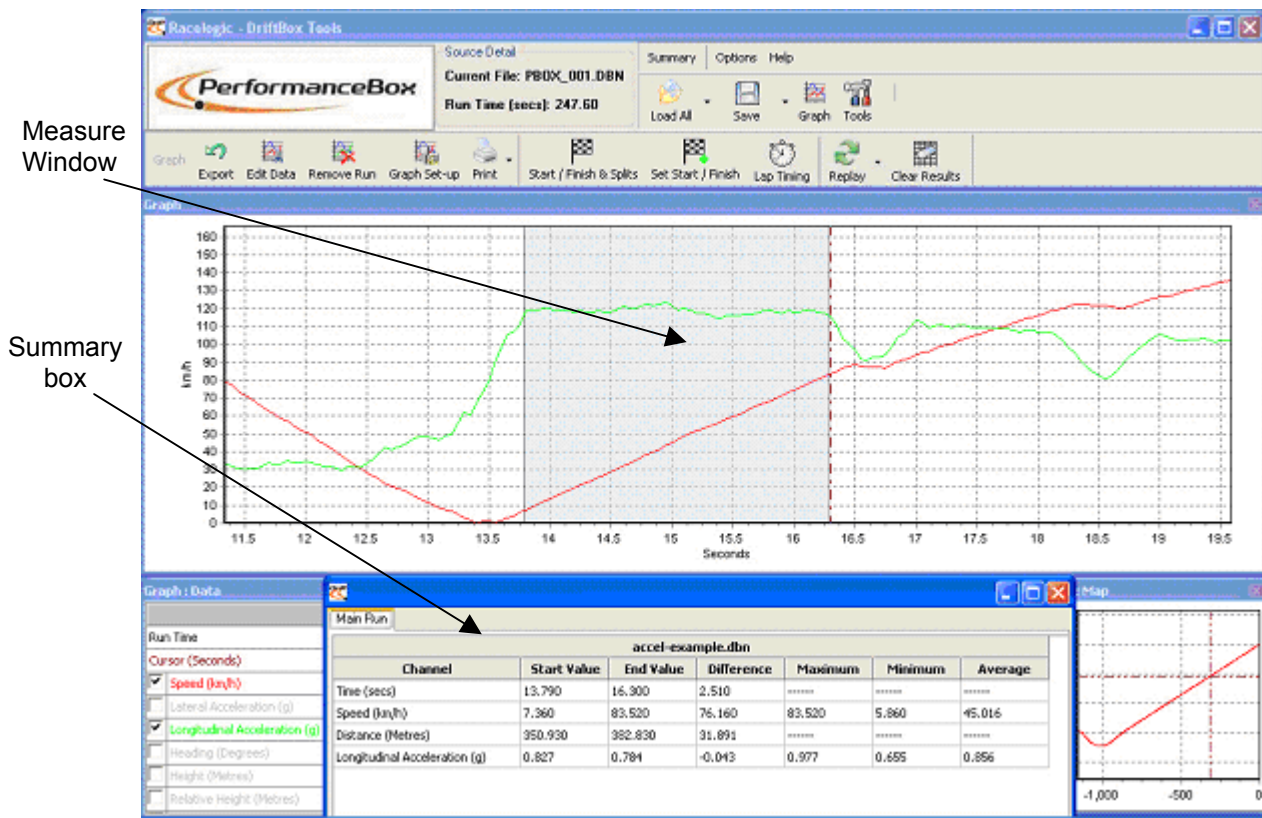 Racelogic - DriftBox Tools
PerformanceBox
Source Detail
Current File: PBOX_001.DBN
Run Time (secs): 247.60
Summary Options Help
Load All Save Graph Tools
Measure
Window
Graph Export Edit Data Remove Run Graph Set-up Print Start / Finish & Splits Set Start / Finish Lap Timing Replay Clear Results
Graph
160
150
140
130
120
110
100
90
80
70
60
50
40
30
20
10
0
km/h
11.5 12 12.5 13 13.5 14 14.5 15 15.5 16 16.5 17 17.5 18 18.5 19 19.5
Seconds
Summary
box
Graph : Data
Run Time
Cursor (Seconds)
Speed (km/h)
Lateral Acceleration (g)
Longitudinal Acceleration (g)
Heading (Degrees)
Height (Metres)
Relative Height (Metres)
Main Run
accel-example.dbn
Channel Start Value End Value Difference Maximum Minimum Average
Time (secs) 13.790 16.300 2.510 ------ ------ ------
Speed (km/h) 7.360 83.520 76.160 83.520 5.860 45.016
Distance (Metres) 350.930 382.830 31.891 ------ ------ ------
Longitudinal Acceleration (g) 0.827 0.784 -0.043 0.977 0.655 0.856
: Map
-1,000 -500 0